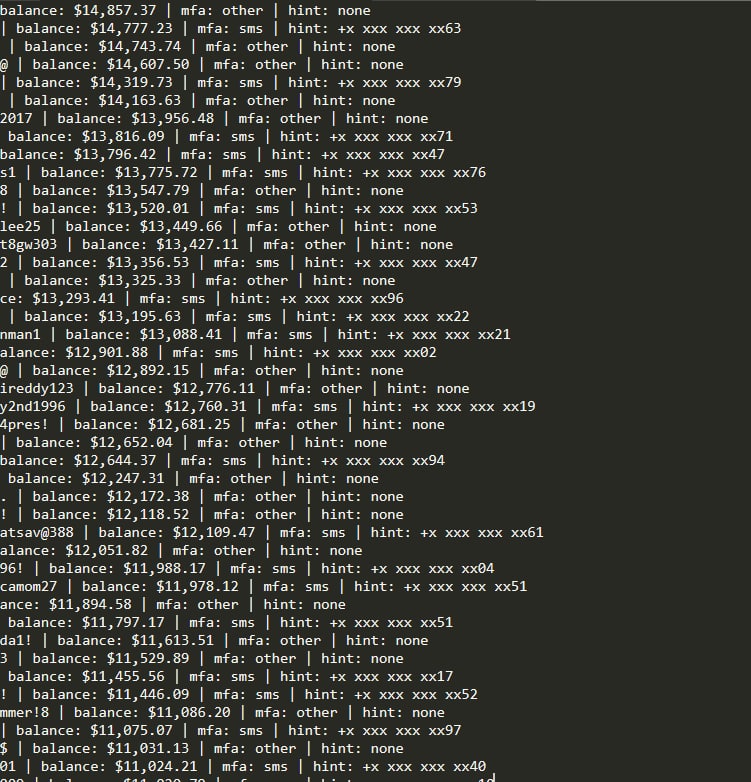 balance: $14,857.37 | mfa: other | hint: none
| balance: $14,777.23 | mfa: sms | hint: +x xxx xxx xx63
| balance: $14,743.74 | mfa: other | hint: none
@ | balance: $14,607.50 | mfa: other | hint: none
| balance: $14,319.73 | mfa: sms | hint: +x xxx xxx xx79
| balance: $14,163.63 | mfa: other | hint: none
2017 | balance: $13,956.48 | mfa: other | hint: none
balance: $13,816.09 | mfa: sms | hint: +x xxx xxx xx71
balance: $13,796.42 | mfa: sms | hint: +x xxx xxx xx47
s1 | balance: $13,775.72 | mfa: sms | hint: +x xxx xxx xx76
8 | balance: $13,547.79 | mfa: other | hint: none
! | balance: $13,520.01 | mfa: sms | hint: +x xxx xxx xx53
lee25 | balance: $13,449.66 | mfa: other | hint: none
t8gw303 | balance: $13,427.11 | mfa: other | hint: none
2 | balance: $13,356.53 | mfa: sms | hint: +x xxx xxx xx47
| balance: $13,325.33 | mfa: other | hint: none
ce: $13,293.41 | mfa: sms | hint: +x xxx xxx xx96
| balance: $13,195.63 | mfa: sms | hint: +x xxx xxx xx22
nman1 | balance: $13,088.41 | mfa: sms | hint: +x xxx xxx xx21
alance: $12,901.88 | mfa: sms | hint: +x xxx xxx xx02
@ | balance: $12,892.15 | mfa: other | hint: none
ireddy123 | balance: $12,776.11 | mfa: other | hint: none
y2nd1996 | balance: $12,760.31 | mfa: sms | hint: +x xxx xxx xx19
4pres! | balance: $12,681.25 | mfa: other | hint: none
| balance: $12,652.04 | mfa: other | hint: none
balance: $12,644.37 | mfa: sms | hint: +x xxx xxx xx94
balance: $12,247.31 | mfa: other | hint: none
. | balance: $12,172.38 | mfa: other | hint: none
! | balance: $12,118.52 | mfa: other | hint: none
atsav@388 | balance: $12,109.47 | mfa: sms | hint: +x xxx xxx xx61
alance: $12,051.82 | mfa: other | hint: none
96! | balance: $11,988.17 | mfa: sms | hint: +x xxx xxx xx04
camom27 | balance: $11,978.12 | mfa: sms | hint: +x xxx xxx xx51
ance: $11,894.58 | mfa: other | hint: none
balance: $11,797.17 | mfa: sms | hint: +x xxx xxx xx51
da1! | balance: $11,613.51 | mfa: other | hint: none
3 | balance: $11,529.89 | mfa: other | hint: none
balance: $11,455.56 | mfa: sms | hint: +x xxx xxx xx17
! | balance: $11,446.09 | mfa: sms | hint: +x xxx xxx xx52
mmer!8 | balance: $11,086.20 | mfa: other | hint: none
| balance: $11,075.07 | mfa: sms | hint: +x xxx xxx xx97
$ | balance: $11,031.13 | mfa: other | hint: none
01 | balance: $11,024.21 | mfa: sms | hint: +x xxx xxx xx40